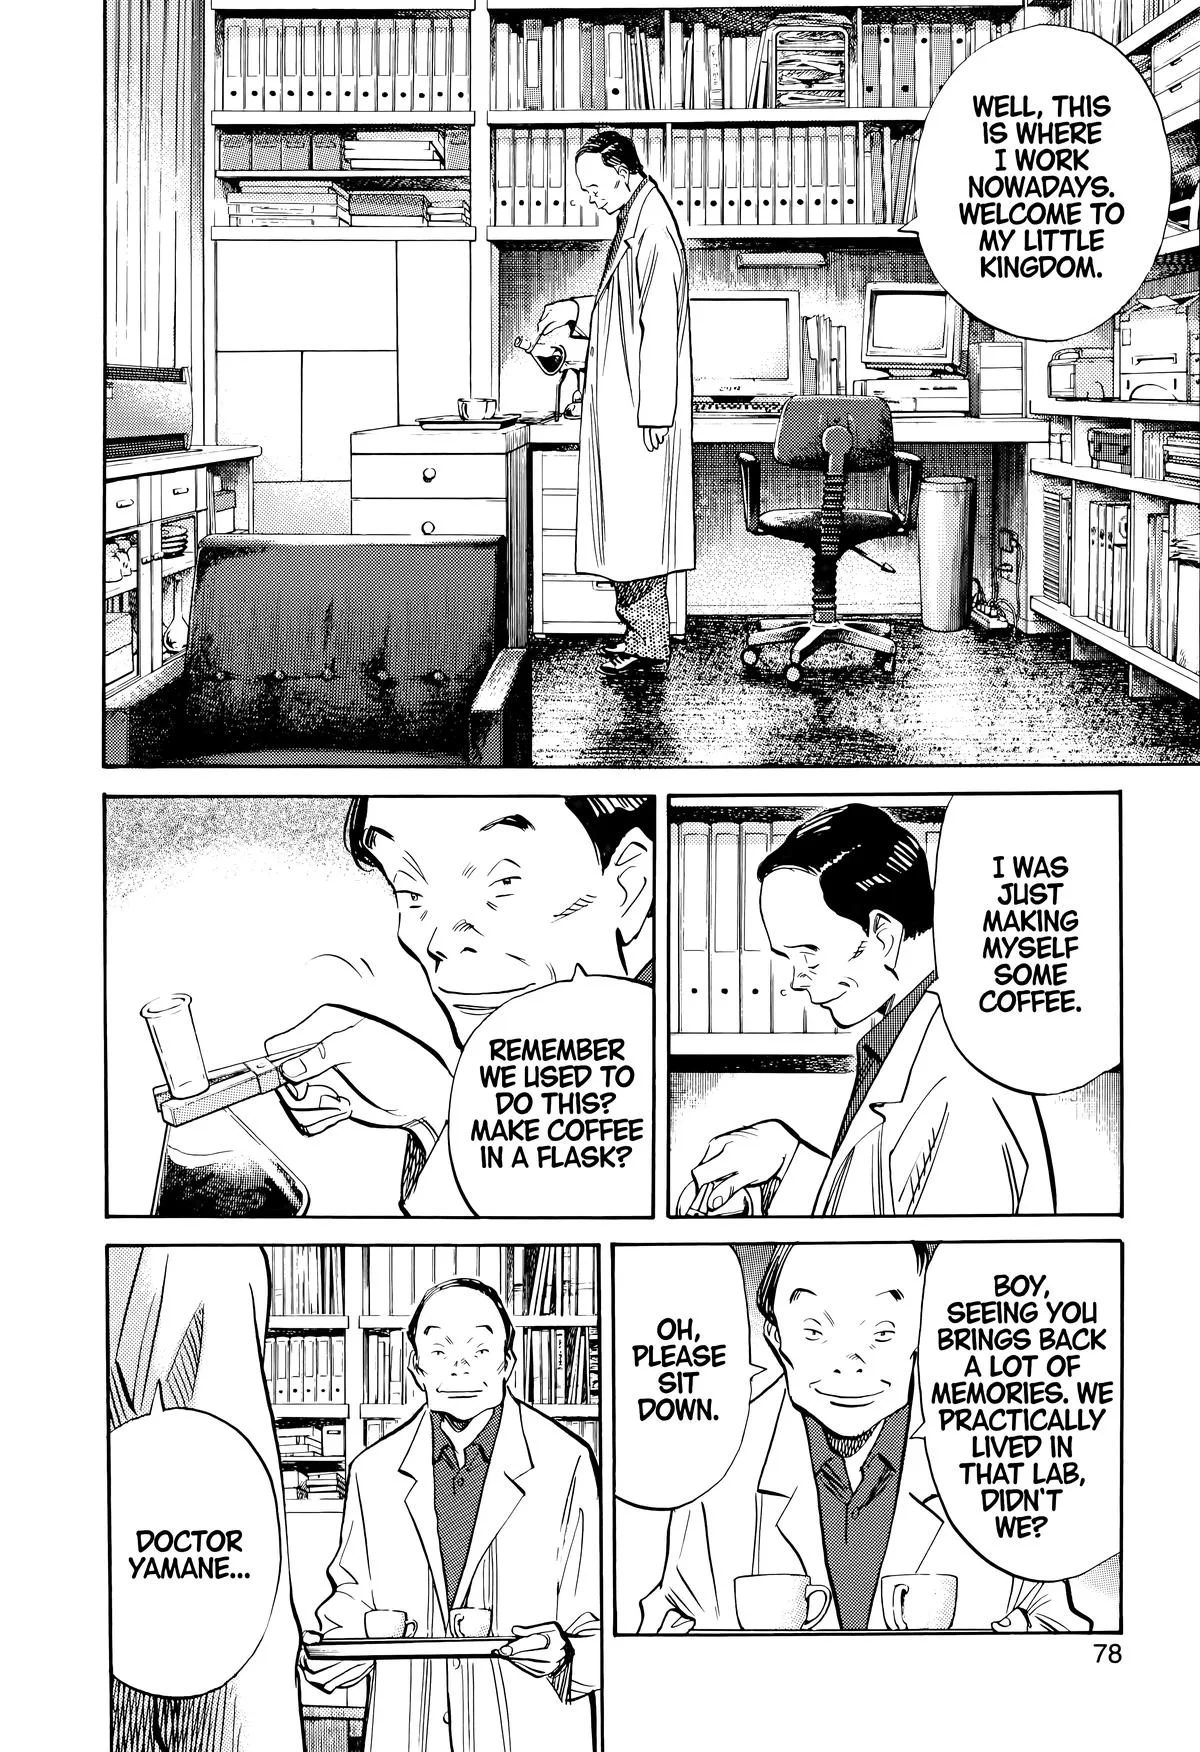 WELL, THIS
IS WHERE
I WORK
NOWADAYS.
WELCOME TO
MY LITTLE
KINGDOM.
I WAS
JUST
MAKING
MYSELF
SOME
COFFEE.
REMEMBER
WE USED TO
DO THIS?
MAKE COFFEE
IN A FLASK?
BOY,
SEEING YOU
BRINGS BACK
A LOT OF
MEMORIES. WE
PRACTICALLY
LIVED IN
THAT LAB,
DIDN'T
WE?
OH,
PLEASE
SIT
DOWN.
DOCTOR
YAMANE...
78